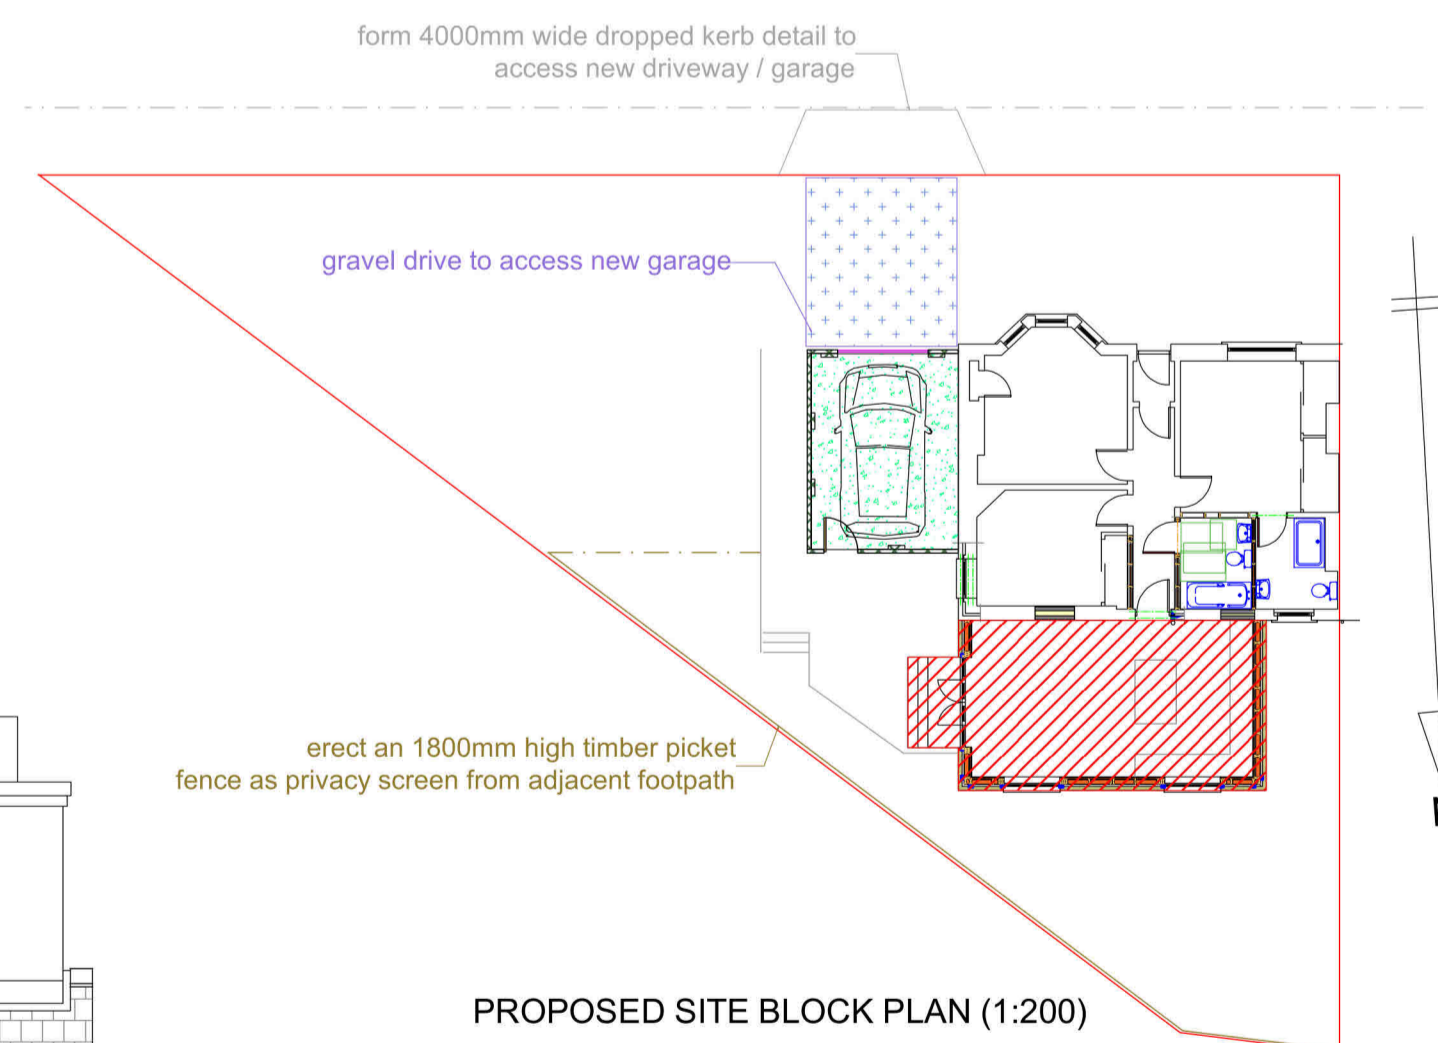 form 4000mm wide dropped kerb detail to
access new driveway / garage
gravel drive to access new garage
erect an 1800mm high timber picket
fence as privacy screen from adjacent footpath
PROPOSED SITE BLOCK PLAN (1:200)